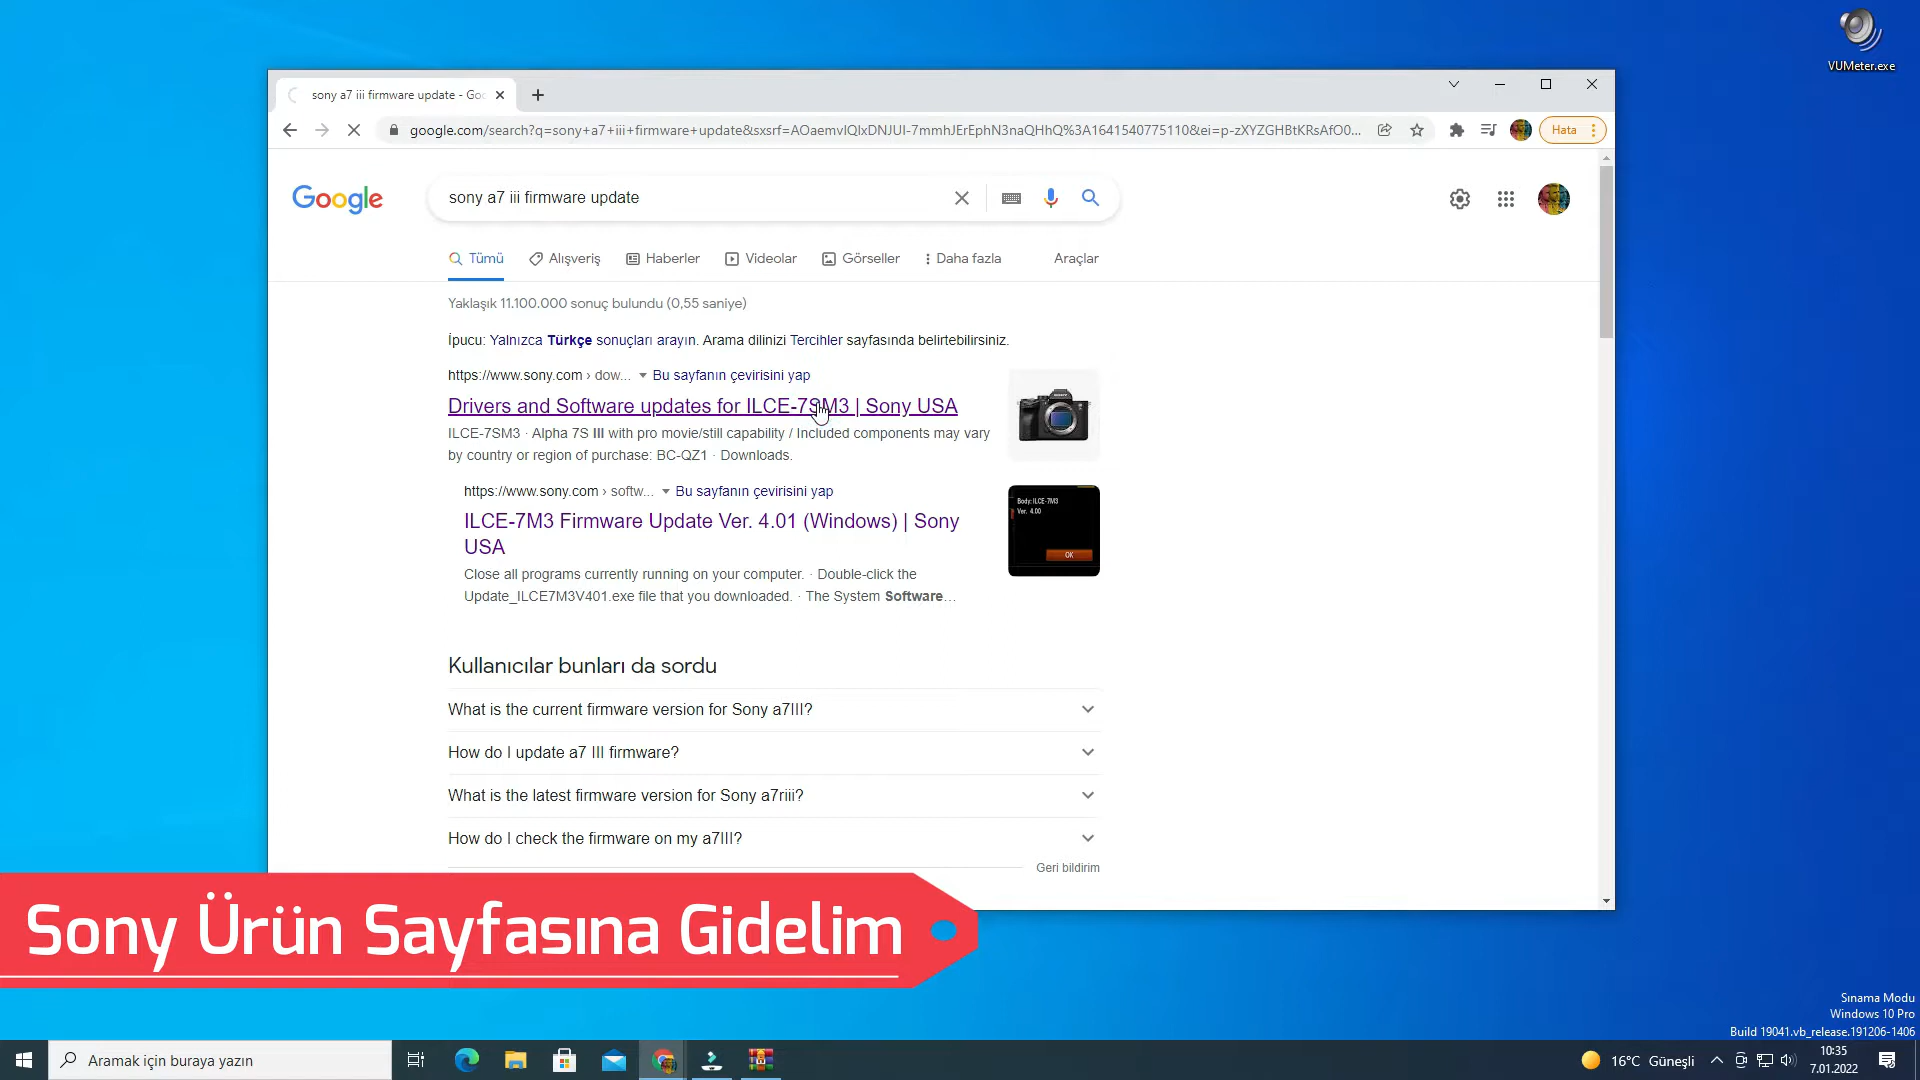 VUMeter.exe
sony a7 iii firmware update - Goo
google.com/search?q=sony+a7+iii+firmware+update&sxsrf=AOaemvIQIxDNJUI-7mmhJErEphN3naQHhQ%3A1641540775110&ei=p-zXYZGHBtKRsAfO0...
Hata
Google
sony a7 iii firmware update
Tümü
Alışveriş
Haberler
Videolar
Görseller
Daha fazla
Araçlar
Yaklaşık 11.100.000 sonuç bulundu (0,55 saniye)
İpucu: Yalnızca Türkçe sonuçları arayın. Arama dilinizi Tercihler sayfasında belirtebilirsiniz.
https://www.sony.com › dow... Bu sayfanın çevirisini yap
Drivers and Software updates for ILCE-7SM3 | Sony USA
ILCE-7SM3 · Alpha 7S III with pro movie/still capability / Included components may vary
by country or region of purchase: BC-QZ1 · Downloads.
https://www.sony.com › softw... Bu sayfanın çevirisini yap
ILCE-7M3 Firmware Update Ver. 4.01 (Windows) | Sony
USA
Close all programs currently running on your computer. · Double-click the
Update_ILCE7M3V401.exe file that you downloaded. · The System Software...
Body: ILCE-7M3
Ver. 4.00
OK
Kullanıcılar bunları da sordu
What is the current firmware version for Sony a7III?
How do I update a7 III firmware?
What is the latest firmware version for Sony a7riii?
How do I check the firmware on my a7III?
Geri bildirim
Sony Ürün Sayfasına Gidelim
Sınama Modu
Windows 10 Pro
Build 19041.vb_release.191206-1406
Aramak için buraya yazın
16°C Güneşli
10:35
7.01.2022